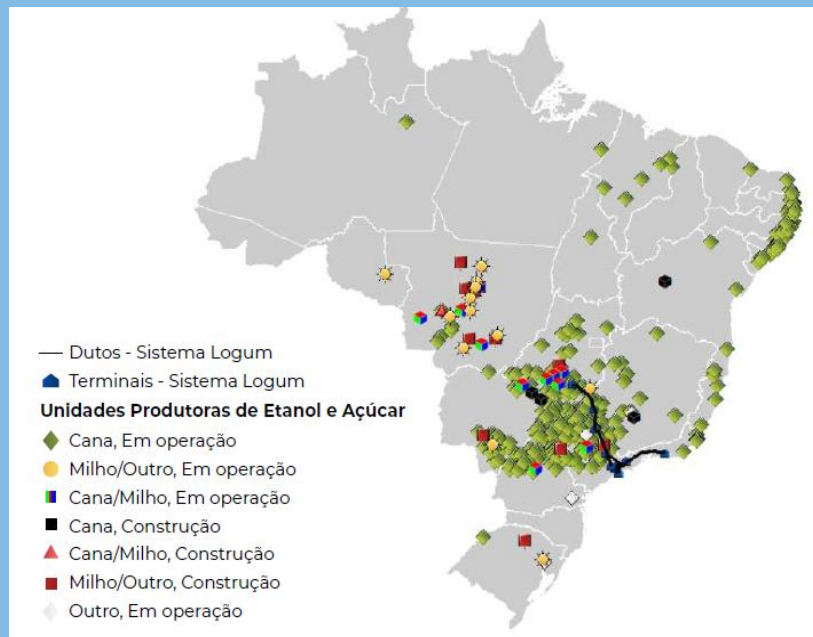 Dutos - Sistema Logum
Terminais - Sistema Logum
Unidades Produtoras de Etanol e Açúcar
Cana, Em operação
Milho/Outro, Em operação
Cana/Milho, Em operação
Cana, Construção
Cana/Milho, Construção
Milho/Outro, Construção
Outro, Em operação